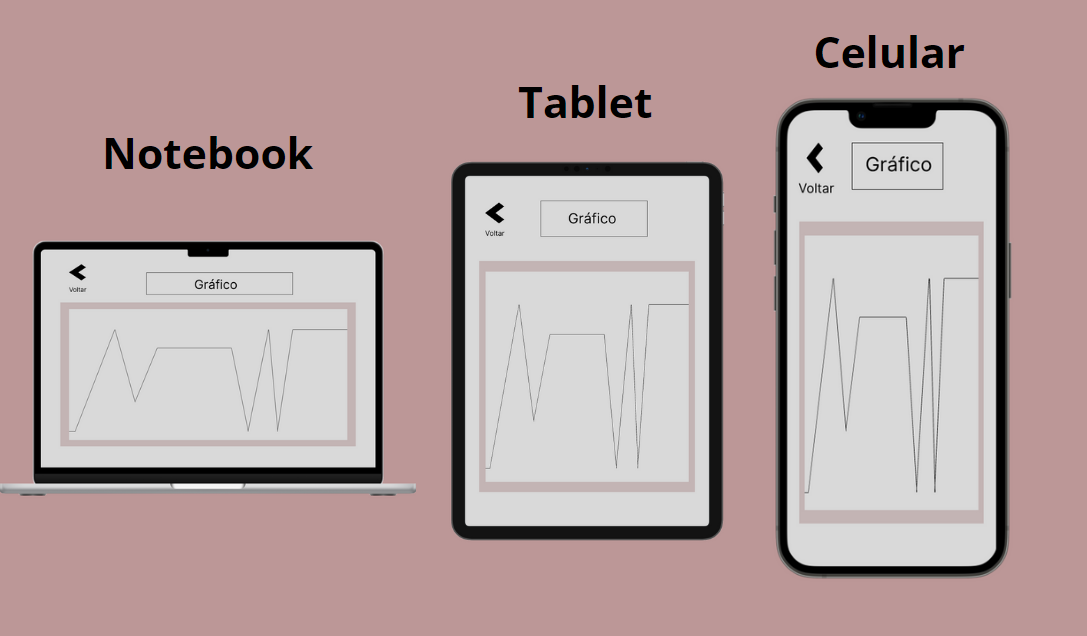 Notebook
Voltar
Gráfico
Tablet
Voltar
Gráfico
Celular
Voltar
Gráfico